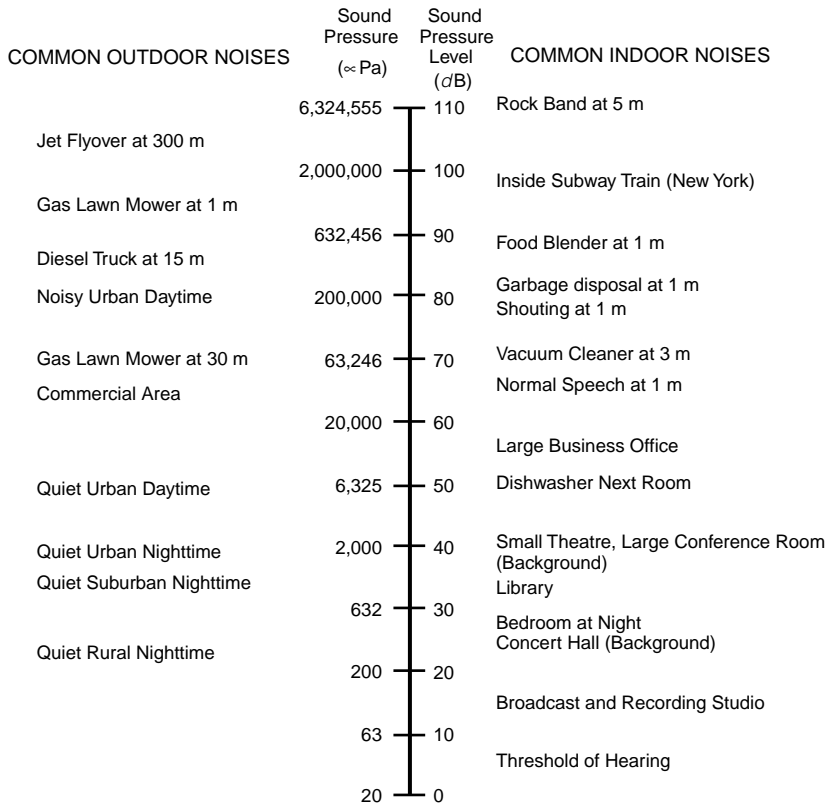 Sound
Pressure
(∝ Pa)
Sound
Pressure
Level
(dB)
COMMON OUTDOOR NOISES
COMMON INDOOR NOISES
6,324,555 110 Rock Band at 5 m
Jet Flyover at 300 m
2,000,000 100
Inside Subway Train (New York)
Gas Lawn Mower at 1 m
632,456 90
Food Blender at 1 m
Diesel Truck at 15 m
Garbage disposal at 1 m
Noisy Urban Daytime 200,000 80
Shouting at 1 m
Gas Lawn Mower at 30 m 63,246 70 Vacuum Cleaner at 3 m
Commercial Area
Normal Speech at 1 m
20,000 60
Large Business Office
Quiet Urban Daytime 6,325 50 Dishwasher Next Room
Quiet Urban Nighttime 2,000 40 Small Theatre, Large Conference Room
(Background)
Quiet Suburban Nighttime
Library
632 30
Bedroom at Night
Concert Hall (Background)
Quiet Rural Nighttime
200 20
Broadcast and Recording Studio
63 10
Threshold of Hearing
20 0